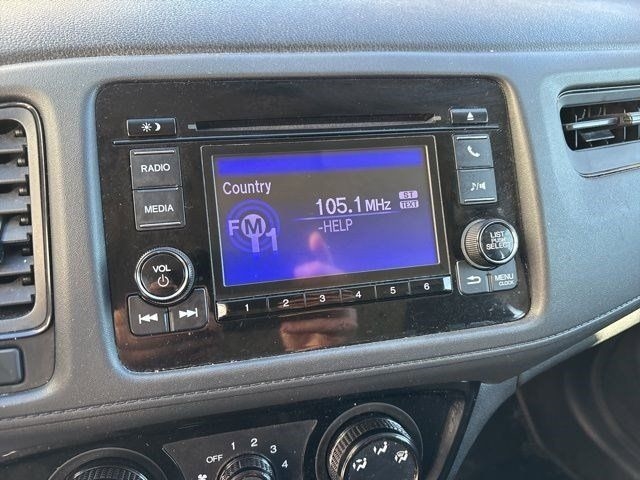 RADIO
MEDIA
VOL
Country
105.1 MHz
ST
TEXT
FM1
-HELP
1 2 3 4 5 6
LIST
PUSH
SELECT
MENU
CLOCK
OFF 1 2 3 4